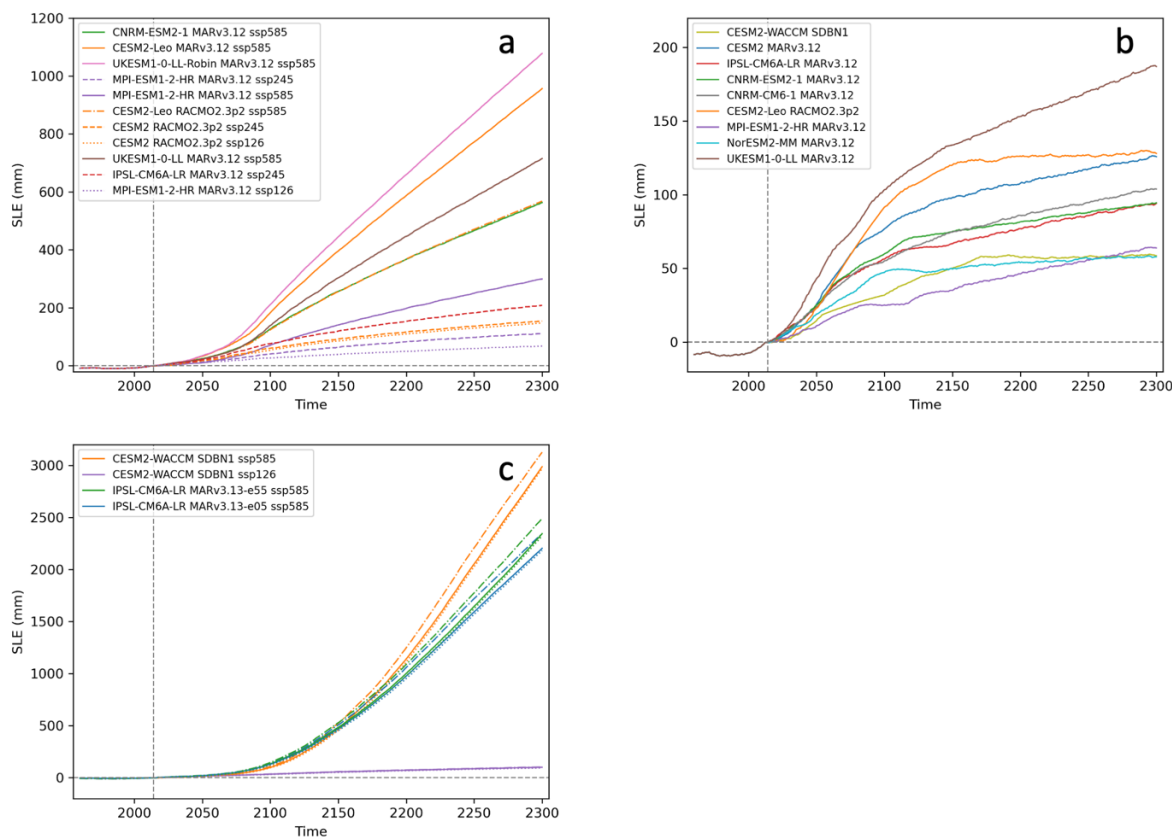 a
CNRM-ESM2-1 MARv3.12 ssp585
CESM2-Leo MARv3.12 ssp585
UKESM1-0-LL-Robin MARv3.12 ssp585
MPI-ESM1-2-HR MARv3.12 ssp245
MPI-ESM1-2-HR MARv3.12 ssp585
CESM2-Leo RACMO2.3p2 ssp585
CESM2 RACMO2.3p2 ssp245
CESM2 RACMO2.3p2 ssp126
UKESM1-0-LL MARv3.12 ssp585
IPSL-CM6A-LR MARv3.12 ssp245
MPI-ESM1-2-HR MARv3.12 ssp126
SLE (mm)
1200
1000
800
600
400
200
0
2000 2050 2100 2150 2200 2250 2300
Time
b
CESM2-WACCM SDBN1
CESM2 MARv3.12
IPSL-CM6A-LR MARv3.12
CNRM-ESM2-1 MARv3.12
CNRM-CM6-1 MARv3.12
CESM2-Leo RACMO2.3p2
MPI-ESM1-2-HR MARv3.12
NorESM2-MM MARv3.12
UKESM1-0-LL MARv3.12
SLE (mm)
200
150
100
50
0
2000 2050 2100 2150 2200 2250 2300
Time
c
CESM2-WACCM SDBN1 ssp585
CESM2-WACCM SDBN1 ssp126
IPSL-CM6A-LR MARv3.13-e55 ssp585
IPSL-CM6A-LR MARv3.13-e05 ssp585
SLE (mm)
3000
2500
2000
1500
1000
500
0
2000 2050 2100 2150 2200 2250 2300
Time